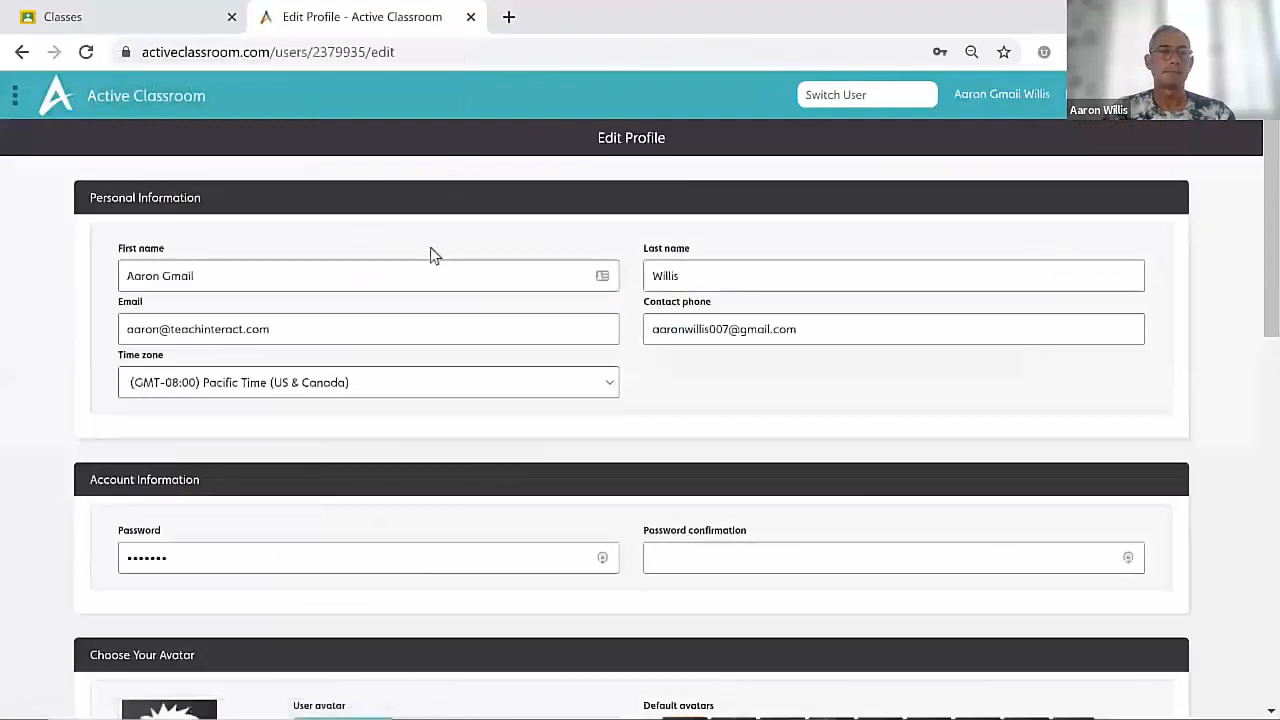 Classes
Edit Profile - Active Classroom
activeclassroom.com/users/2379935/edit
Active Classroom
Switch User
Aaron Gmail Willis
Aaron Willis
Edit Profile
Personal Information
First name
Last name
Aaron Gmail
Willis
Email
Contact phone
aaron@teachinteract.com
aaronwillis007@gmail.com
Time zone
(GMT-08:00) Pacific Time (US & Canada)
Account Information
Password
Password confirmation
•••••••
Choose Your Avatar
User avatar
Default avatars